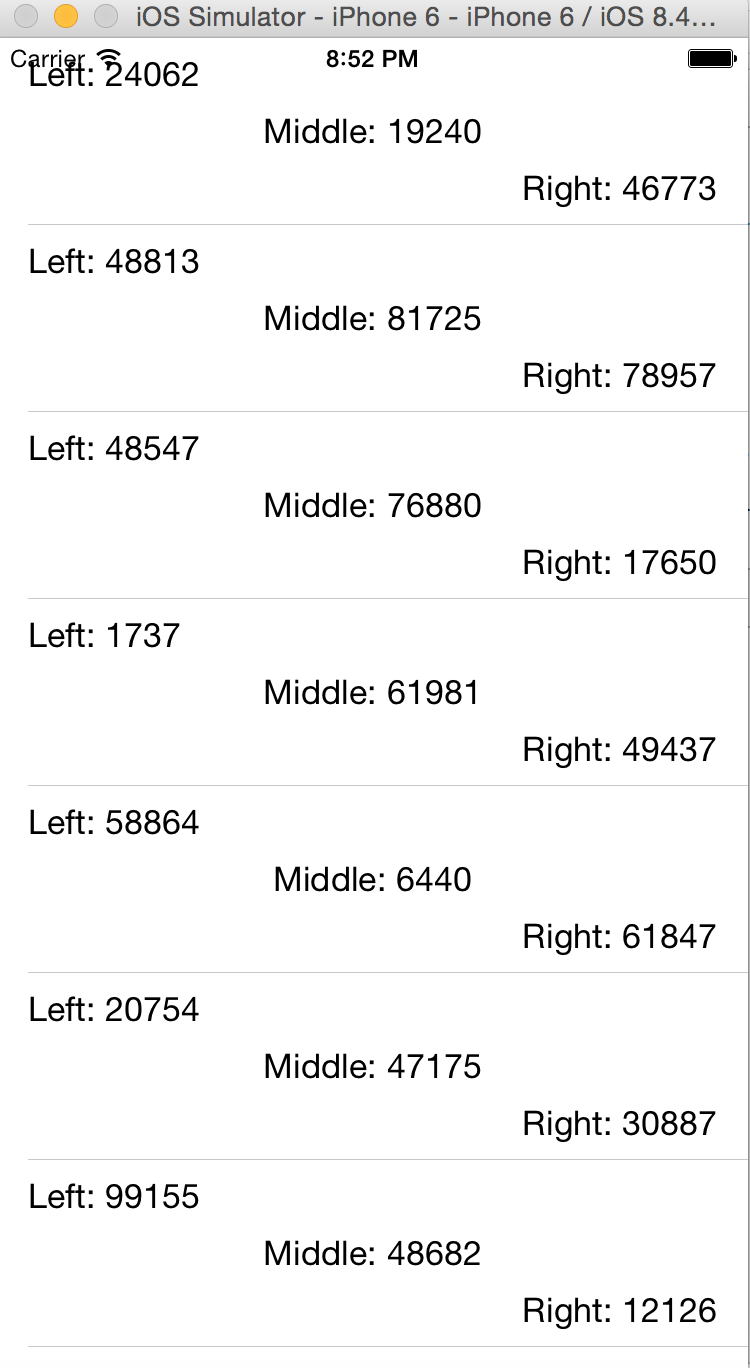 iOS Simulator - iPhone 6 - iPhone 6 / iOS 8.4...
Carrier 8:52 PM
Left: 24062
Middle: 19240
Right: 46773
Left: 48813
Middle: 81725
Right: 78957
Left: 48547
Middle: 76880
Right: 17650
Left: 1737
Middle: 61981
Right: 49437
Left: 58864
Middle: 6440
Right: 61847
Left: 20754
Middle: 47175
Right: 30887
Left: 99155
Middle: 48682
Right: 12126